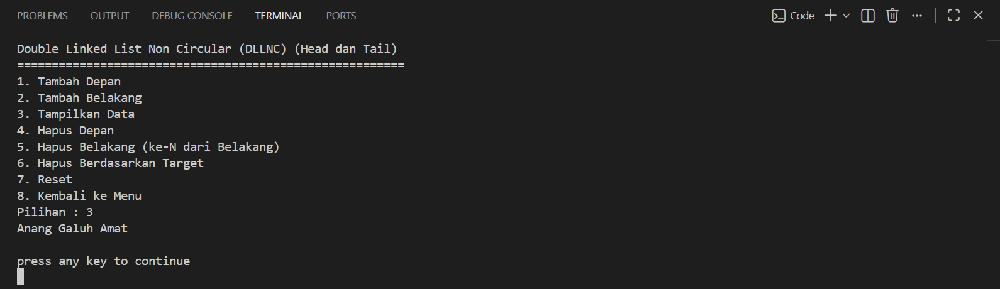 PROBLEMS OUTPUT DEBUG CONSOLE TERMINAL PORTS Code
Double Linked List Non Circular (DLLNC) (Head dan Tail)
========================================================
1. Tambah Depan
2. Tambah Belakang
3. Tampilkan Data
4. Hapus Depan
5. Hapus Belakang (ke-N dari Belakang)
6. Hapus Berdasarkan Target
7. Reset
8. Kembali ke Menu
Pilihan : 3
Anang Galuh Amat
press any key to continue